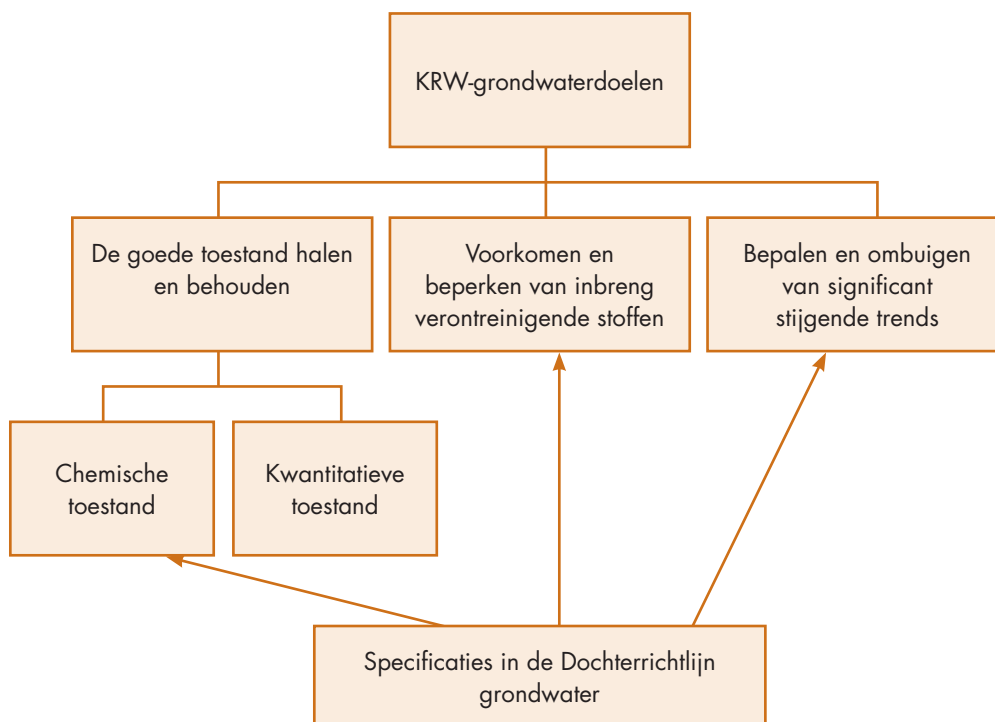 KRW-grondwaterdoelen
De goede toestand halen
en behouden
Voorkomen en
beperken van inbreng
verontreinigende stoffen
Bepalen en ombuigen
van significant
stijgende trends
Chemische
toestand
Kwantitatieve
toestand
Specificaties in de Dochterrichtlijn
grondwater